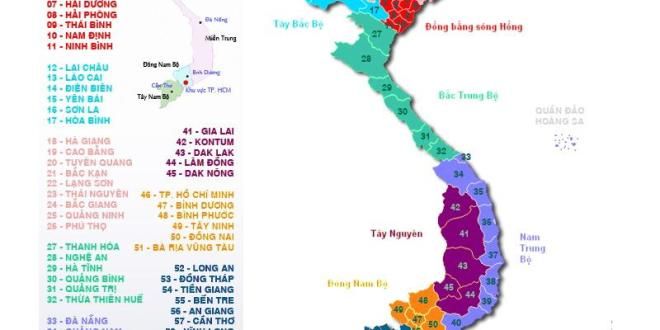 07 - HẢI DƯƠNG
08 - HẢI PHÒNG
09 - THÁI BÌNH
10 - NAM ĐỊNH
11 - NINH BÌNH
12 - LAI CHÂU
13 - LÀO CAI
14 - ĐIỆN BIÊN
15 - YÊN BÁI
16 - SƠN LA
17 - HÒA BÌNH
18 - HÀ GIANG
19 - CAO BẰNG
20 - TUYÊN QUANG
21 - BẮC KẠN
22 - LẠNG SƠN
23 - THÁI NGUYÊN
24 - BẮC GIANG
25 - QUẢNG NINH
26 - PHÚ THỌ
27 - THANH HÓA
28 - NGHỆ AN
29 - HÀ TĨNH
30 - QUẢNG BÌNH
31 - QUẢNG TRỊ
32 - THỪA THIÊN HUẾ
33 - ĐÀ NẴNG
Đà Nẵng
Miền Trung
Đông Nam Bộ
Bình Dương
Cần Thơ
Khu vực TP. HCM
Tây Nam Bộ
41 - GIA LAI
42 - KONTUM
43 - DAK LAK
44 - LÂM ĐỒNG
45 - DAK NÔNG
46 - TP. HỒ CHÍ MINH
47 - BÌNH DƯƠNG
48 - BÌNH PHƯỚC
49 - TÂY NINH
50 - ĐỒNG NAI
51 - BÀ RỊA VŨNG TÀU
52 - LONG AN
53 - ĐỒNG THÁP
54 - TIỀN GIANG
55 - BẾN TRE
56 - AN GIANG
57 - CẦN THƠ
Tây Bắc Bộ
17
Đồng bằng sông Hồng
27
28
Bắc Trung Bộ
29
30
31
32
33
QUẦN ĐẢO
HOÀNG SA
34
35
42
Tây Nguyên
41
36
37
Nam
Trung
Bộ
43
38
Đông Nam Bộ
45
44
39
48
49
47
50
40